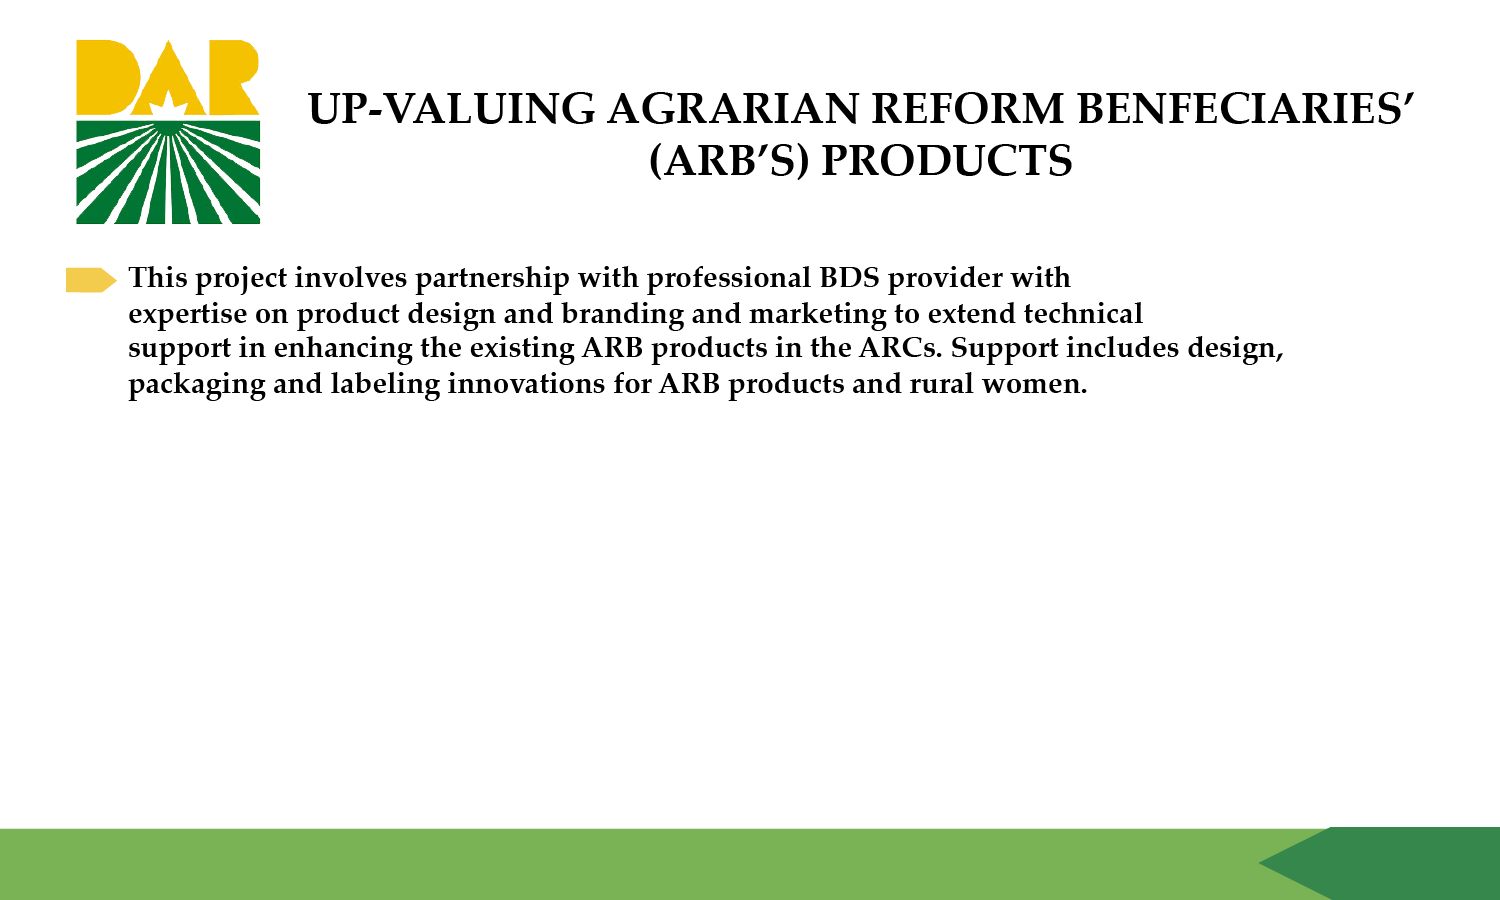 DAR
UP-VALUING AGRARIAN REFORM BENFECIARIES’
(ARB’S) PRODUCTS
This project involves partnership with professional BDS provider with
expertise on product design and branding and marketing to extend technical
support in enhancing the existing ARB products in the ARCs. Support includes design,
packaging and labeling innovations for ARB products and rural women.